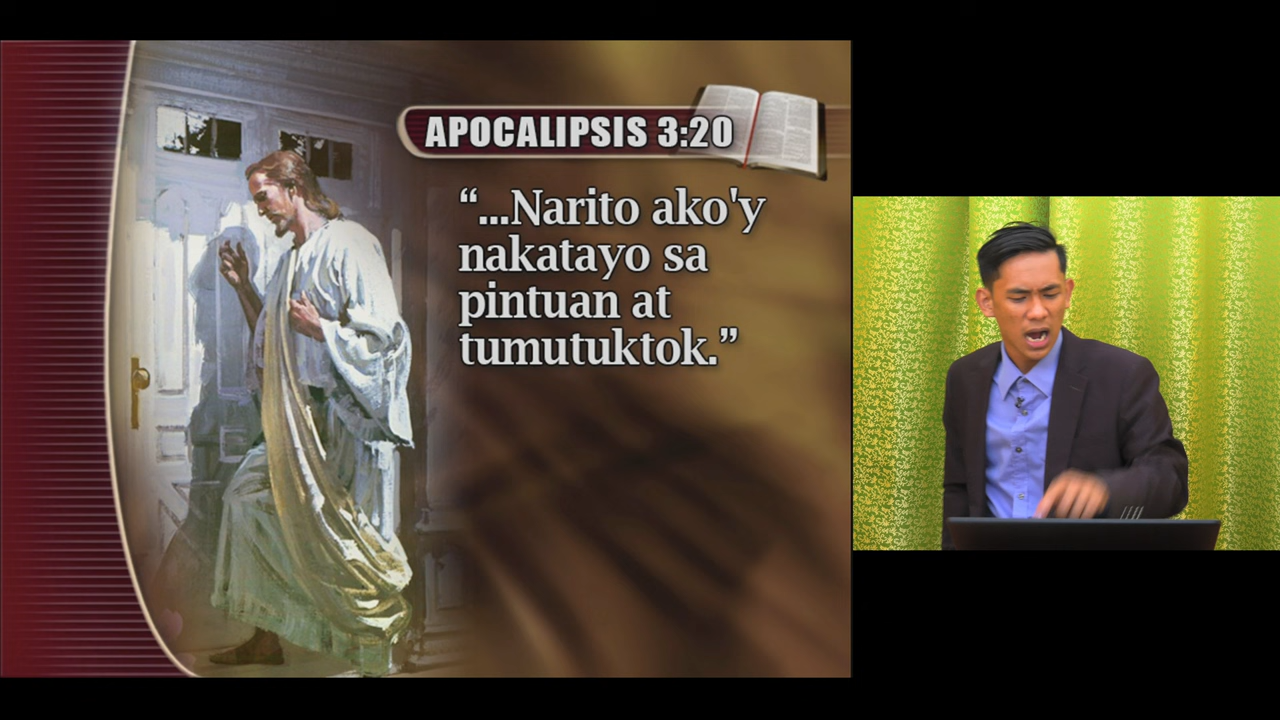 APOCALIPSIS 3:20
“...Narito ako'y
nakatayo sa
pintuan at
tumutuktok.”